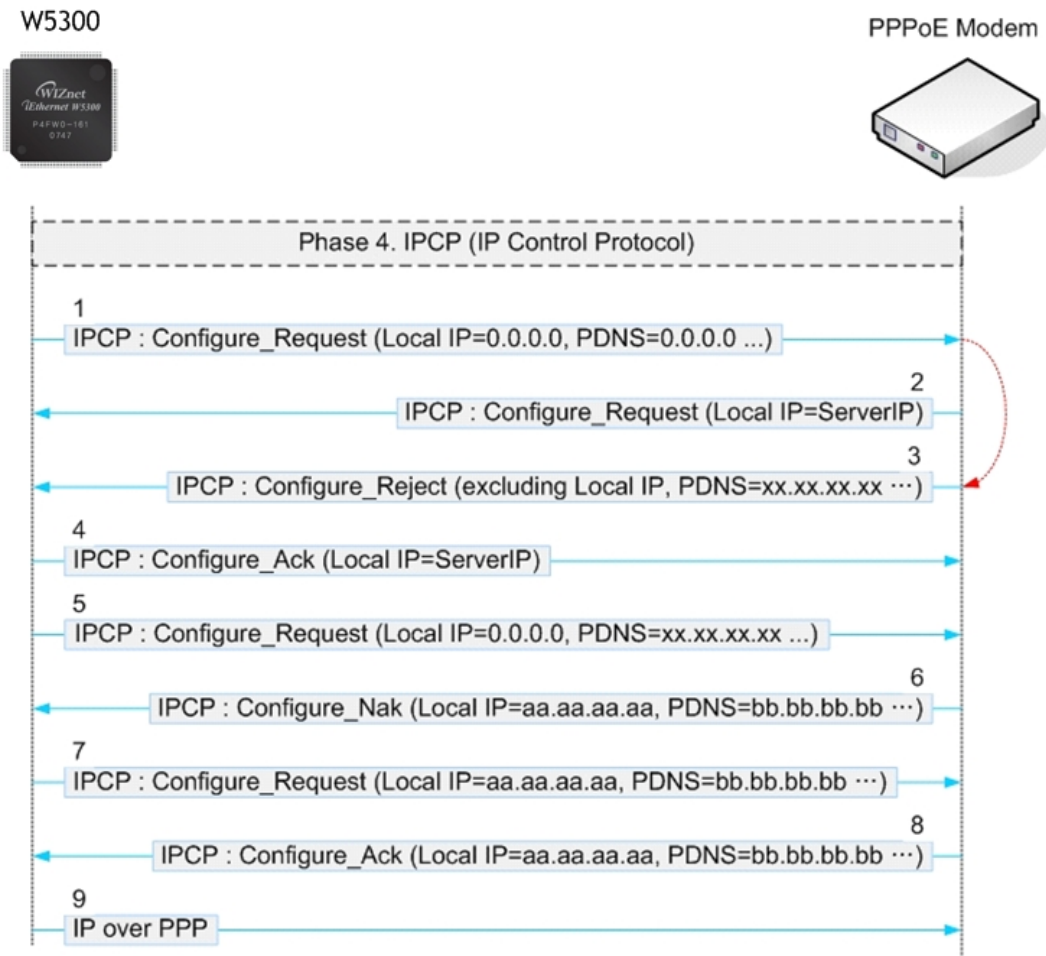 W5300
PPPoE Modem
WIZnet
iEthernet W5300
P4FW0-161
0747
Phase 4. IPCP (IP Control Protocol)
1
IPCP : Configure_Request (Local IP=0.0.0.0, PDNS=0.0.0.0 ...)
2
IPCP : Configure_Request (Local IP=ServerIP)
3
IPCP : Configure_Reject (excluding Local IP, PDNS=xx.xx.xx.xx ⋯)
4
IPCP : Configure_Ack (Local IP=ServerIP)
5
IPCP : Configure_Request (Local IP=0.0.0.0, PDNS=xx.xx.xx.xx ...)
6
IPCP : Configure_Nak (Local IP=aa.aa.aa.aa, PDNS=bb.bb.bb.bb ⋯)
7
IPCP : Configure_Request (Local IP=aa.aa.aa.aa, PDNS=bb.bb.bb.bb ⋯)
8
IPCP : Configure_Ack (Local IP=aa.aa.aa.aa, PDNS=bb.bb.bb.bb ⋯)
9
IP over PPP